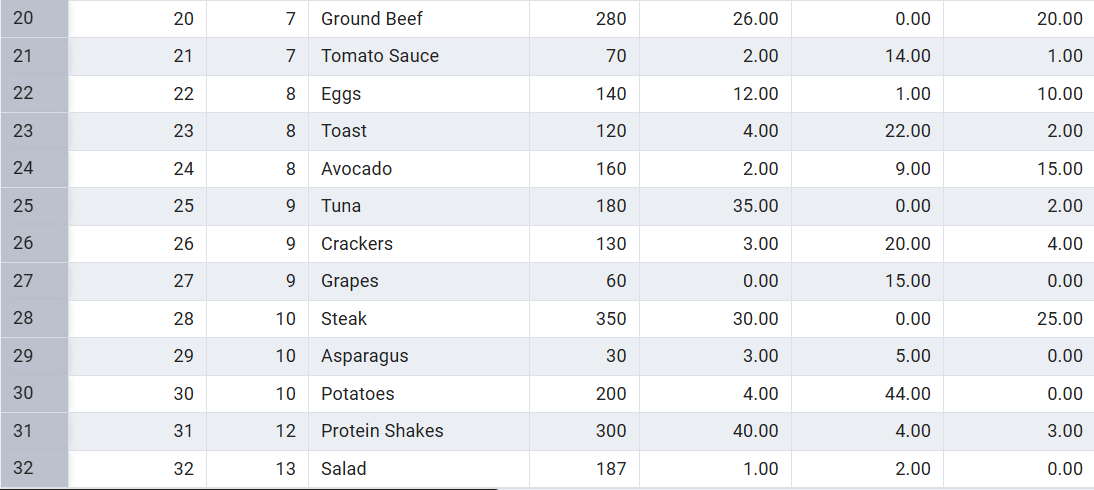 20 20 7 Ground Beef 280 26.00 0.00 20.00
21 21 7 Tomato Sauce 70 2.00 14.00 1.00
22 22 8 Eggs 140 12.00 1.00 10.00
23 23 8 Toast 120 4.00 22.00 2.00
24 24 8 Avocado 160 2.00 9.00 15.00
25 25 9 Tuna 180 35.00 0.00 2.00
26 26 9 Crackers 130 3.00 20.00 4.00
27 27 9 Grapes 60 0.00 15.00 0.00
28 28 10 Steak 350 30.00 0.00 25.00
29 29 10 Asparagus 30 3.00 5.00 0.00
30 30 10 Potatoes 200 4.00 44.00 0.00
31 31 12 Protein Shakes 300 40.00 4.00 3.00
32 32 13 Salad 187 1.00 2.00 0.00